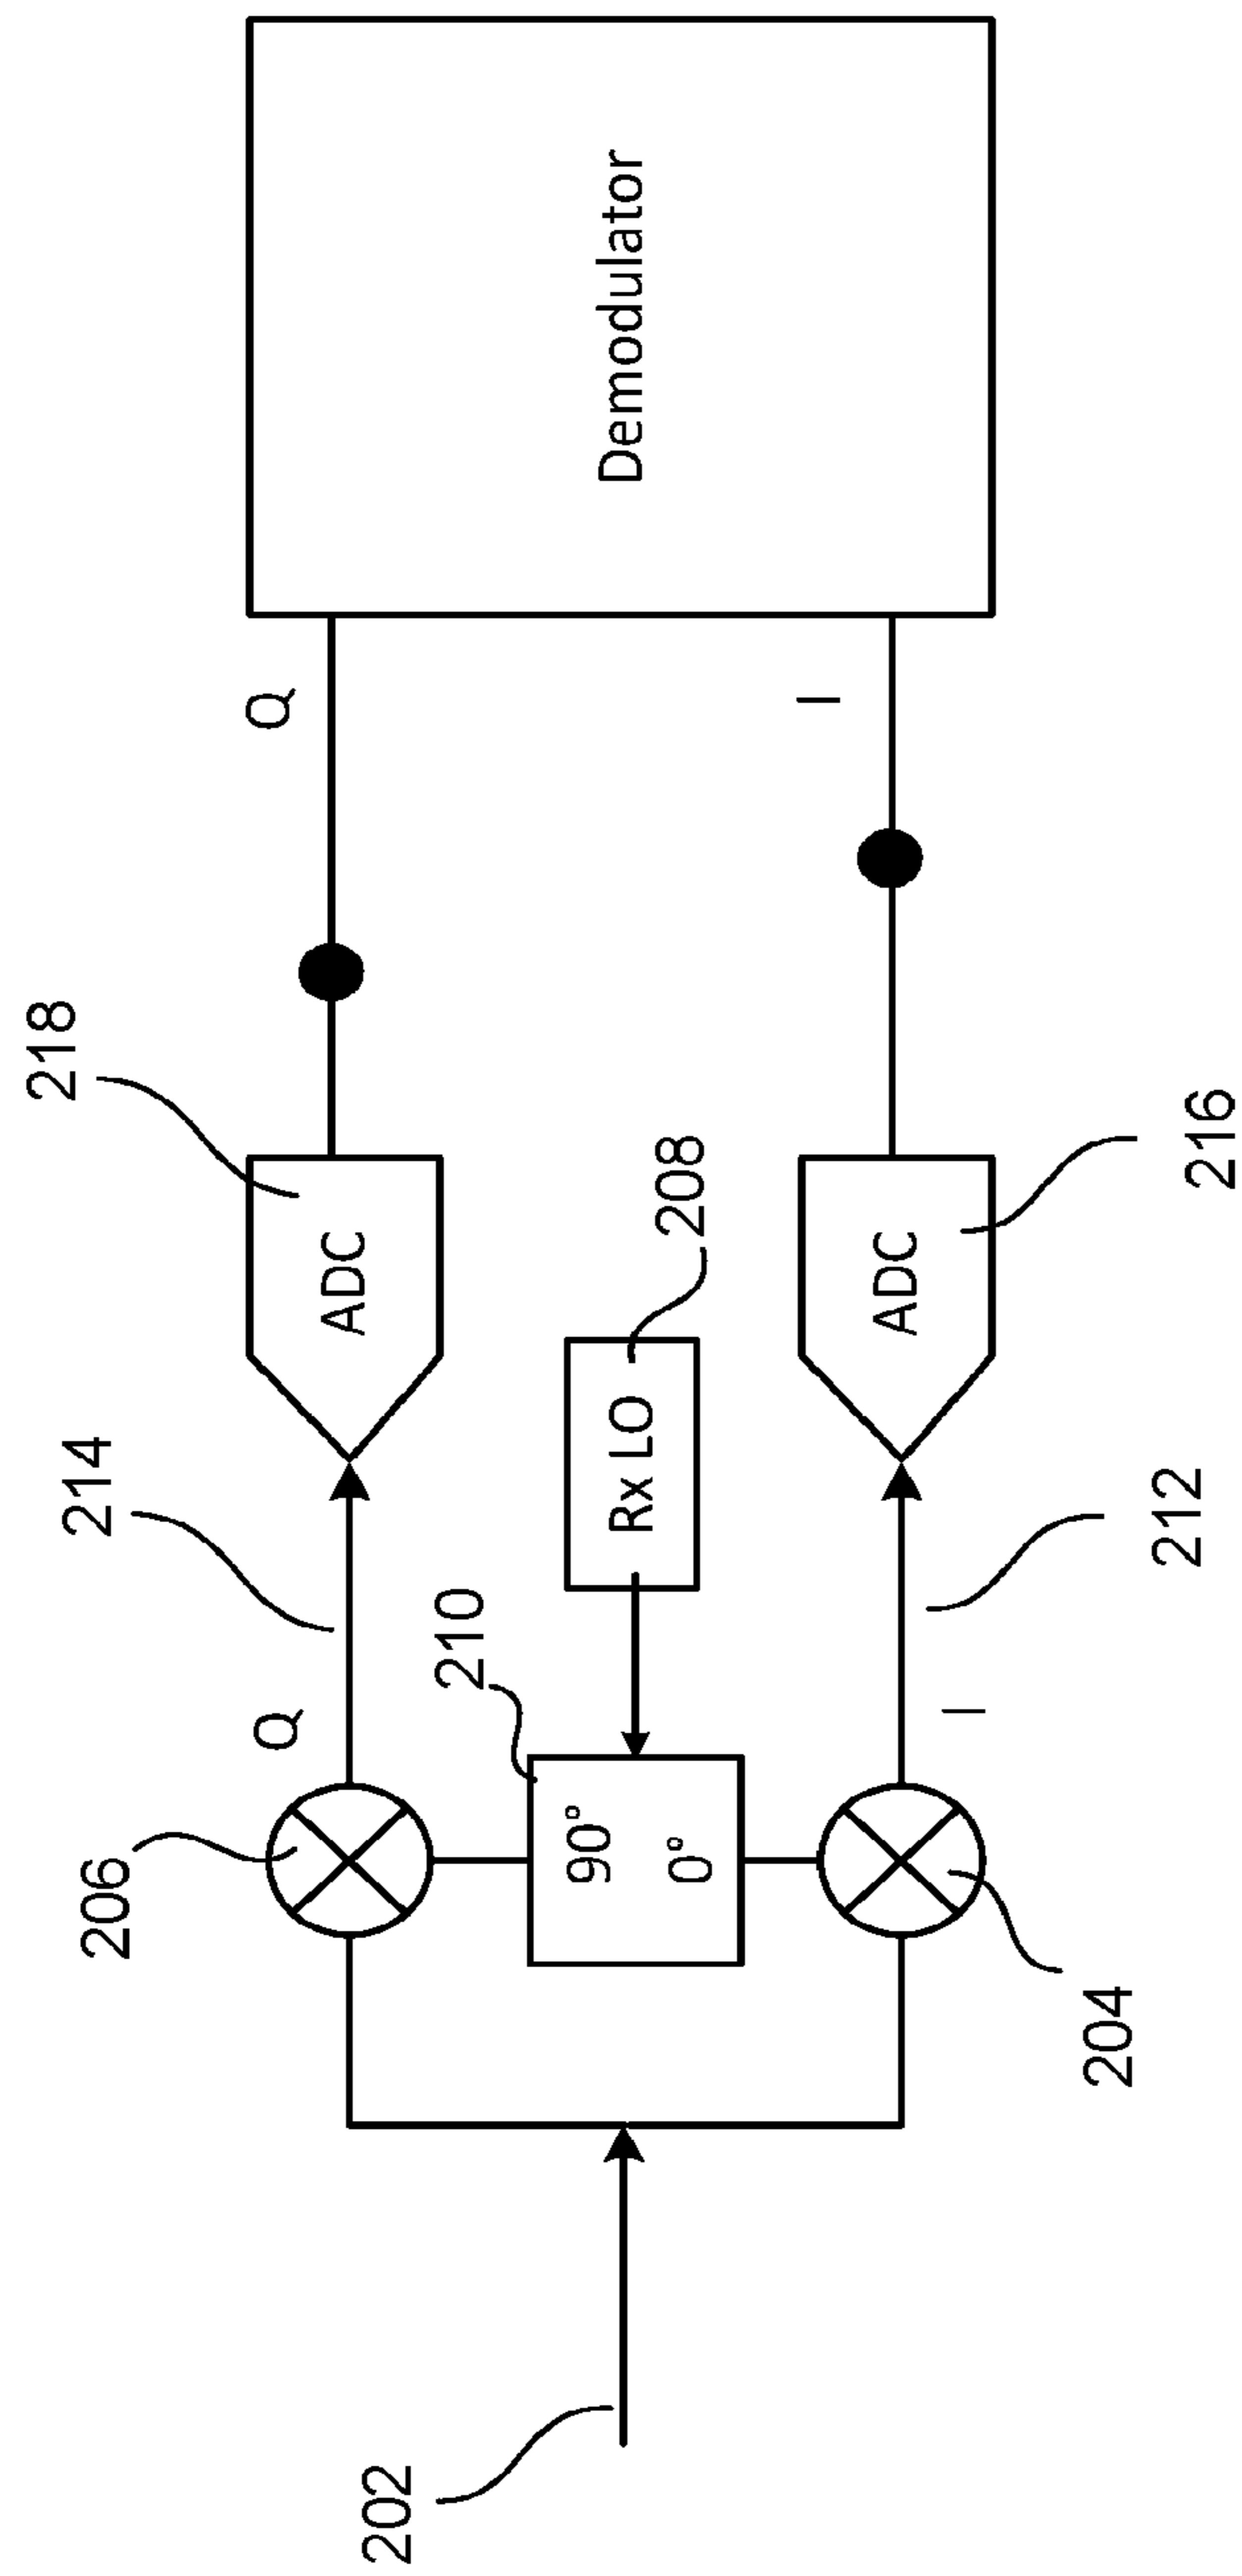 202
206
Q
214
218
ADC
Q
210
90°
0°
Rx LO
208
Demodulator
204
I
212
ADC
216
I